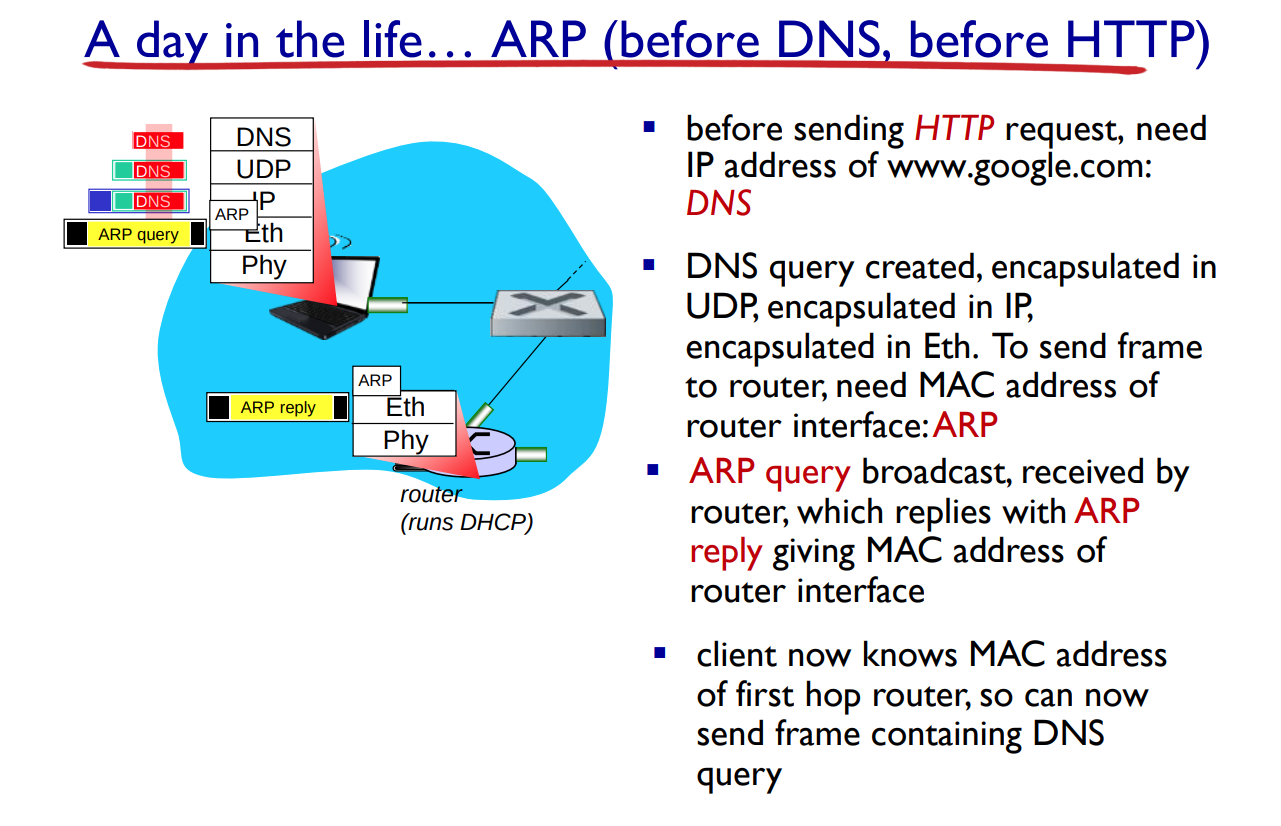 A day in the life… ARP (before DNS, before HTTP)
DNS
DNS
DNS
ARP query
DNS
UDP
IP
ARP
Eth
Phy
ARP
ARP reply
Eth
Phy
router
(runs DHCP)
before sending HTTP request, need
IP address of www.google.com:
DNS
DNS query created, encapsulated in
UDP, encapsulated in IP,
encapsulated in Eth. To send frame
to router, need MAC address of
router interface: ARP
ARP query broadcast, received by
router, which replies with ARP
reply giving MAC address of
router interface
client now knows MAC address
of first hop router, so can now
send frame containing DNS
query